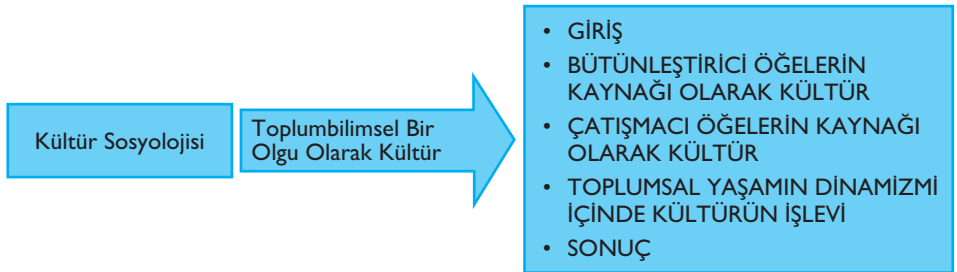 Kültür Sosyolojisi
Toplumbilimsel Bir
Olgu Olarak Kültür
• GİRİŞ
• BÜTÜNLEŞTİRİCİ ÖĞELERİN
KAYNAĞI OLARAK KÜLTÜR
• ÇATIŞMACI ÖĞELERİN KAYNAĞI
OLARAK KÜLTÜR
• TOPLUMSAL YAŞAMIN DİNAMİZMİ
İÇİNDE KÜLTÜRÜN İŞLEVİ
• SONUÇ